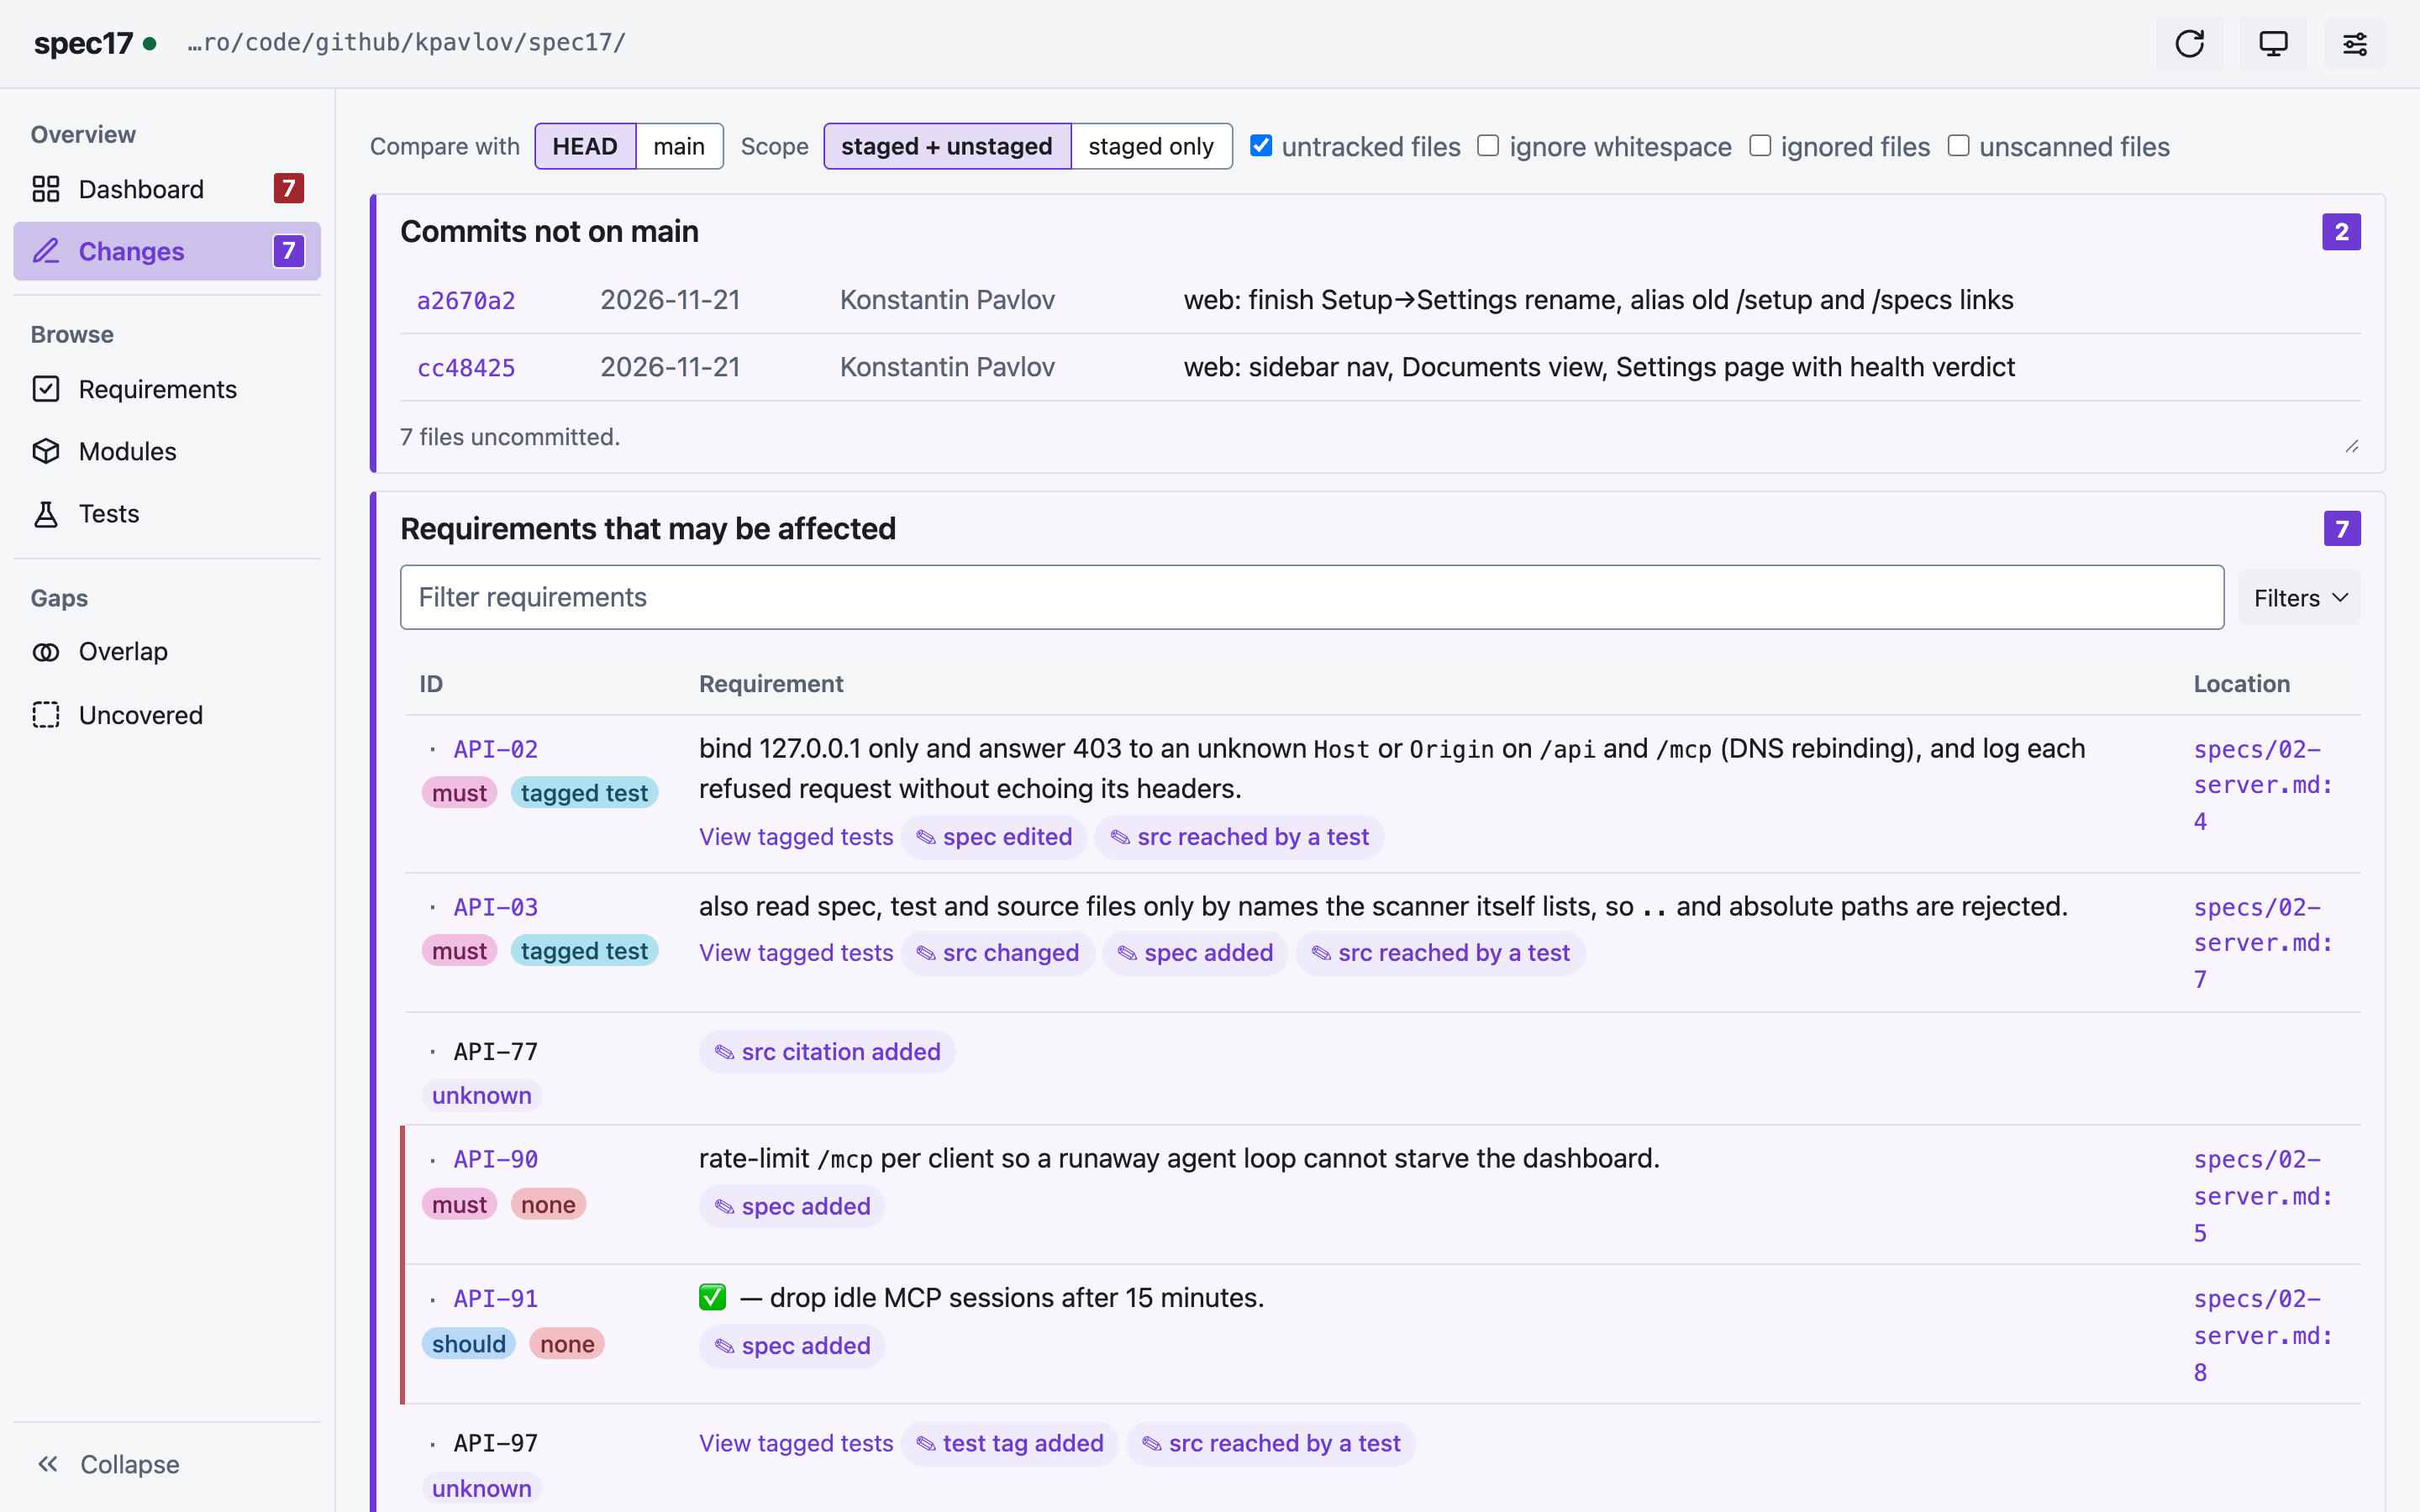 spec17
…ro/code/github/kpavlov/spec17/
Overview
Dashboard 7
Changes 7
Browse
Requirements
Modules
Tests
Gaps
Overlap
Uncovered
Collapse
Compare with HEAD main Scope staged + unstaged staged only untracked files ignore whitespace ignored files unscanned files
Commits not on main 2
a2670a2 2026-11-21 Konstantin Pavlov web: finish Setup→Settings rename, alias old /setup and /specs links
cc48425 2026-11-21 Konstantin Pavlov web: sidebar nav, Documents view, Settings page with health verdict
7 files uncommitted.
Requirements that may be affected 7
Filter requirements Filters
ID Requirement Location
· API-02
must tagged test
bind 127.0.0.1 only and answer 403 to an unknown Host or Origin on /api and /mcp (DNS rebinding), and log each
refused request without echoing its headers.
View tagged tests ✎ spec edited ✎ src reached by a test
specs/02-
server.md:
4
· API-03
must tagged test
also read spec, test and source files only by names the scanner itself lists, so .. and absolute paths are rejected.
View tagged tests ✎ src changed ✎ spec added ✎ src reached by a test
specs/02-
server.md:
7
· API-77
unknown
✎ src citation added
· API-90
must none
rate-limit /mcp per client so a runaway agent loop cannot starve the dashboard.
✎ spec added
specs/02-
server.md:
5
· API-91
should none
✅ — drop idle MCP sessions after 15 minutes.
✎ spec added
specs/02-
server.md:
8
· API-97
unknown
View tagged tests ✎ test tag added ✎ src reached by a test